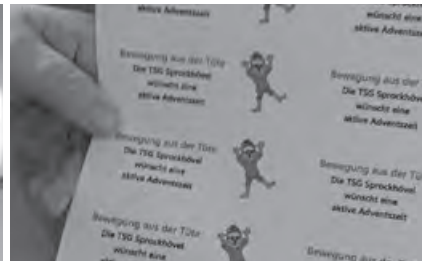 aktive Adventszeit
Bewegung aus der Tüte
Die TSG Sprockhövel
wünscht eine
aktive Adventszeit
Bewegung aus der Tüte
Die TSG Sprockhövel
wünscht eine
aktive Adventszeit
Bewegung aus der Tüte
Die TSG Sprockhövel
wünscht eine
wünscht eine
aktive Adventszeit
Bewegung aus der
Die TSG Sprockhövel
wünscht eine
aktive Adventszeit
Bewegung aus der Tü
Die TSG Sprockhövel
wünscht eine
aktive Adventszeit
Bewegung aus der